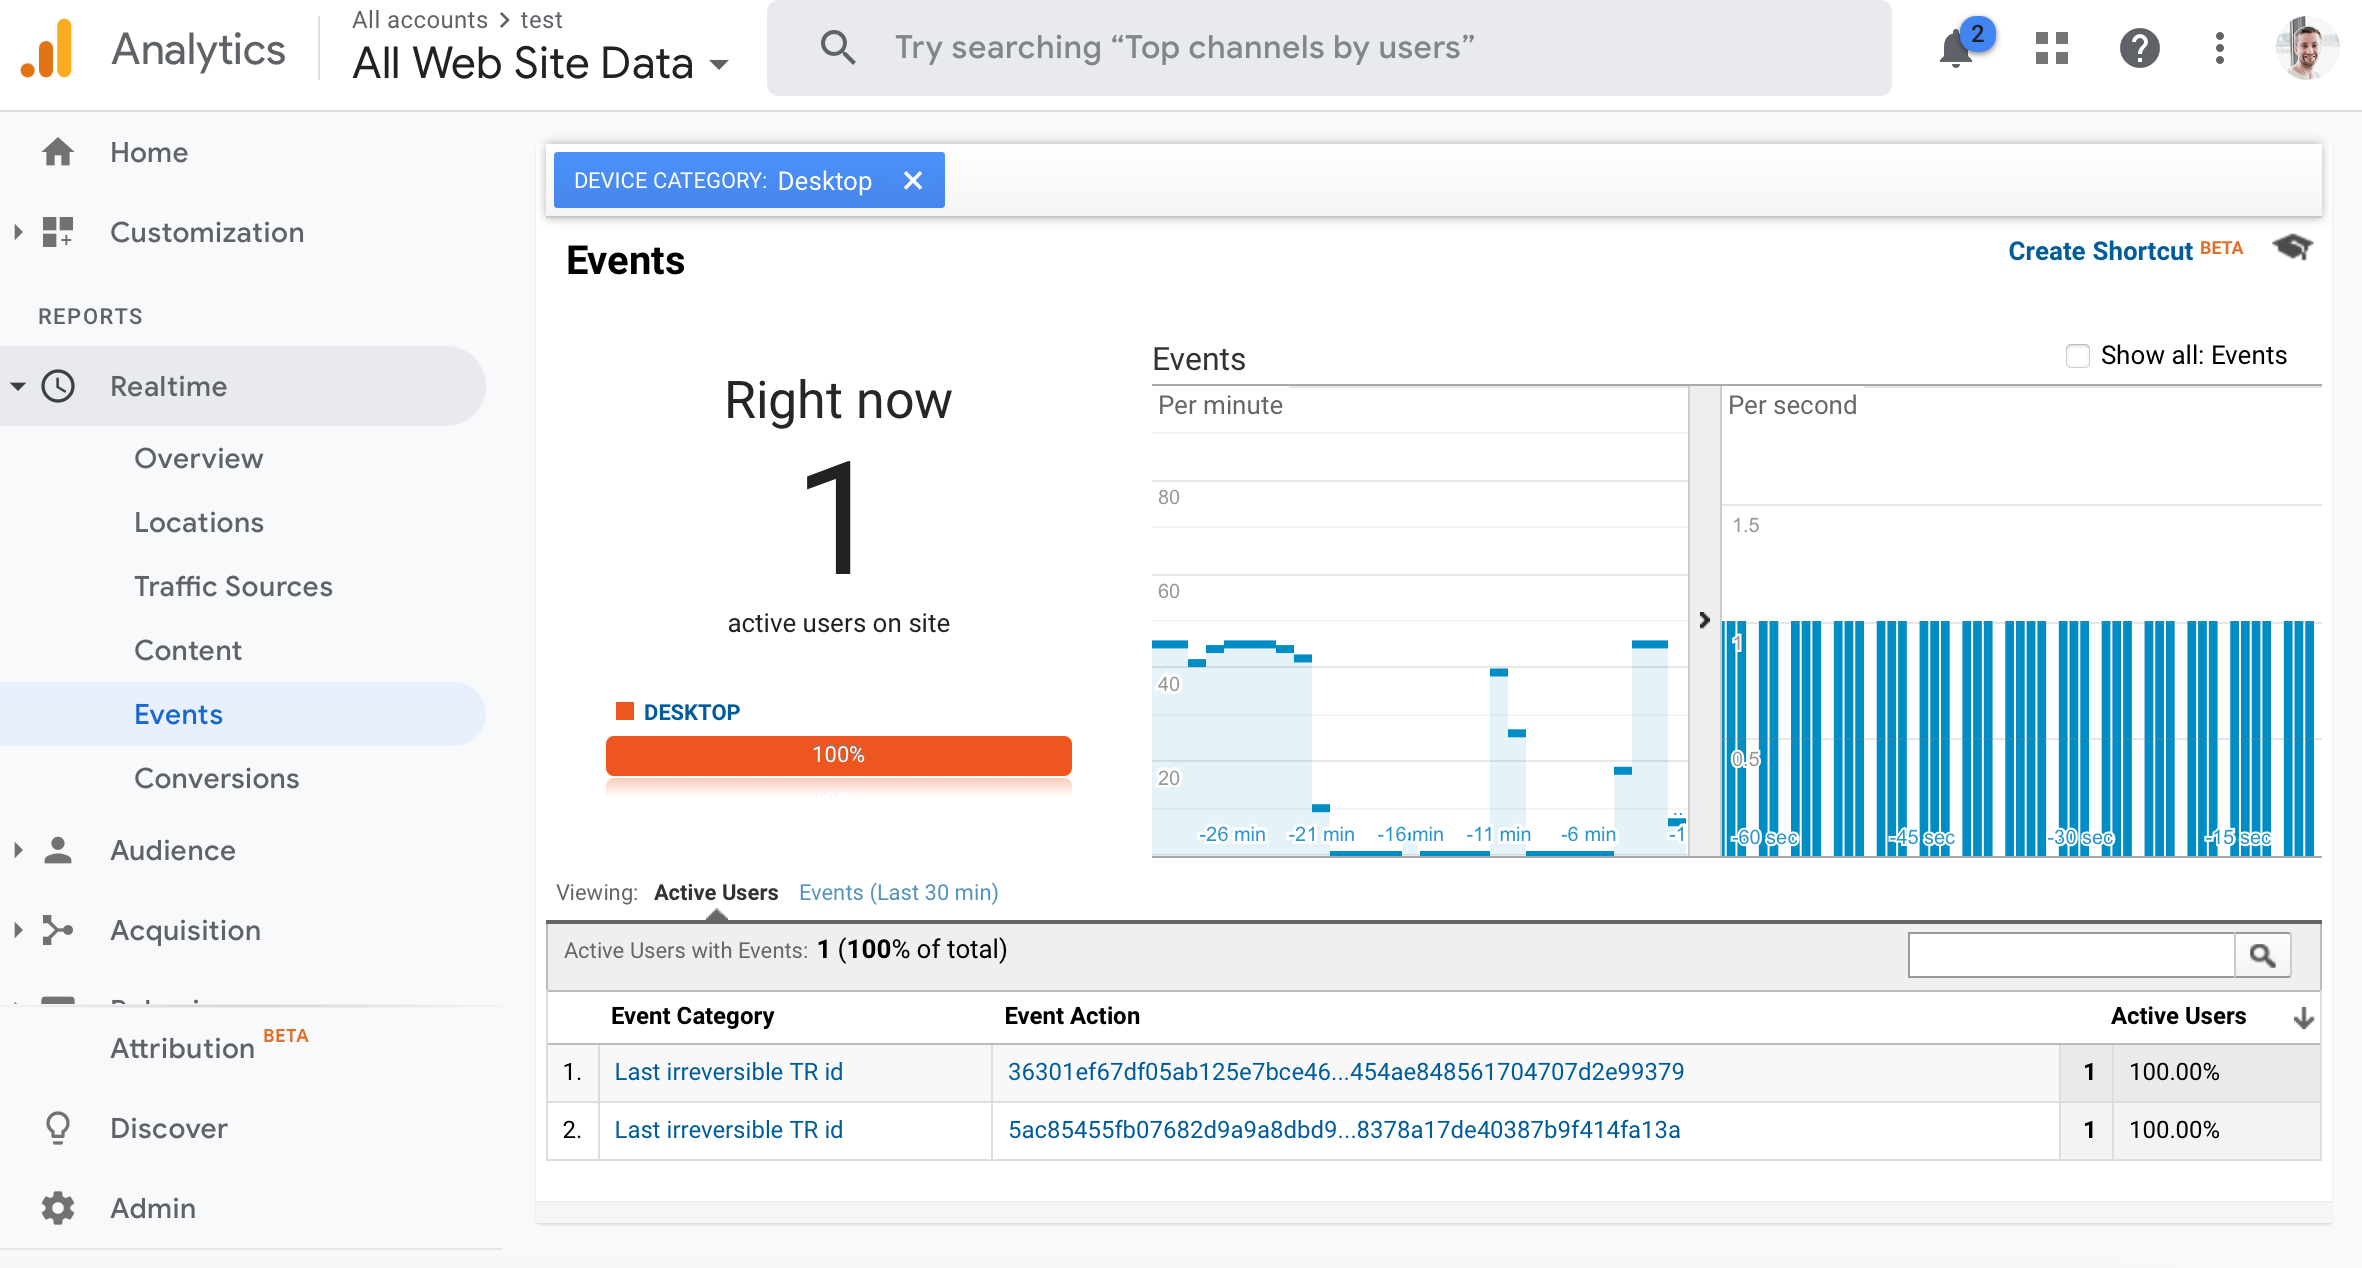 Analytics
All accounts > test
All Web Site Data
Try searching “Top channels by users”
2
Home
Customization
REPORTS
Realtime
Overview
Locations
Traffic Sources
Content
Events
Conversions
Audience
Acquisition
Attribution BETA
Discover
Admin
DEVICE CATEGORY: Desktop
Events
Create Shortcut BETA
Right now
1
active users on site
DESKTOP
100%
Events
Show all: Events
Per minute
80
60
40
20
-26 min -21 min -16 min -11 min -6 min -1
Per second
1.5
1
0.5
-60 sec -45 sec -30 sec -15 sec
Viewing: Active Users Events (Last 30 min)
Active Users with Events: 1 (100% of total)
Event Category Event Action Active Users
1. Last irreversible TR id 36301ef67df05ab125e7bce46...454ae848561704707d2e99379 1 100.00%
2. Last irreversible TR id 5ac85455fb07682d9a9a8dbd9...8378a17de40387b9f414fa13a 1 100.00%